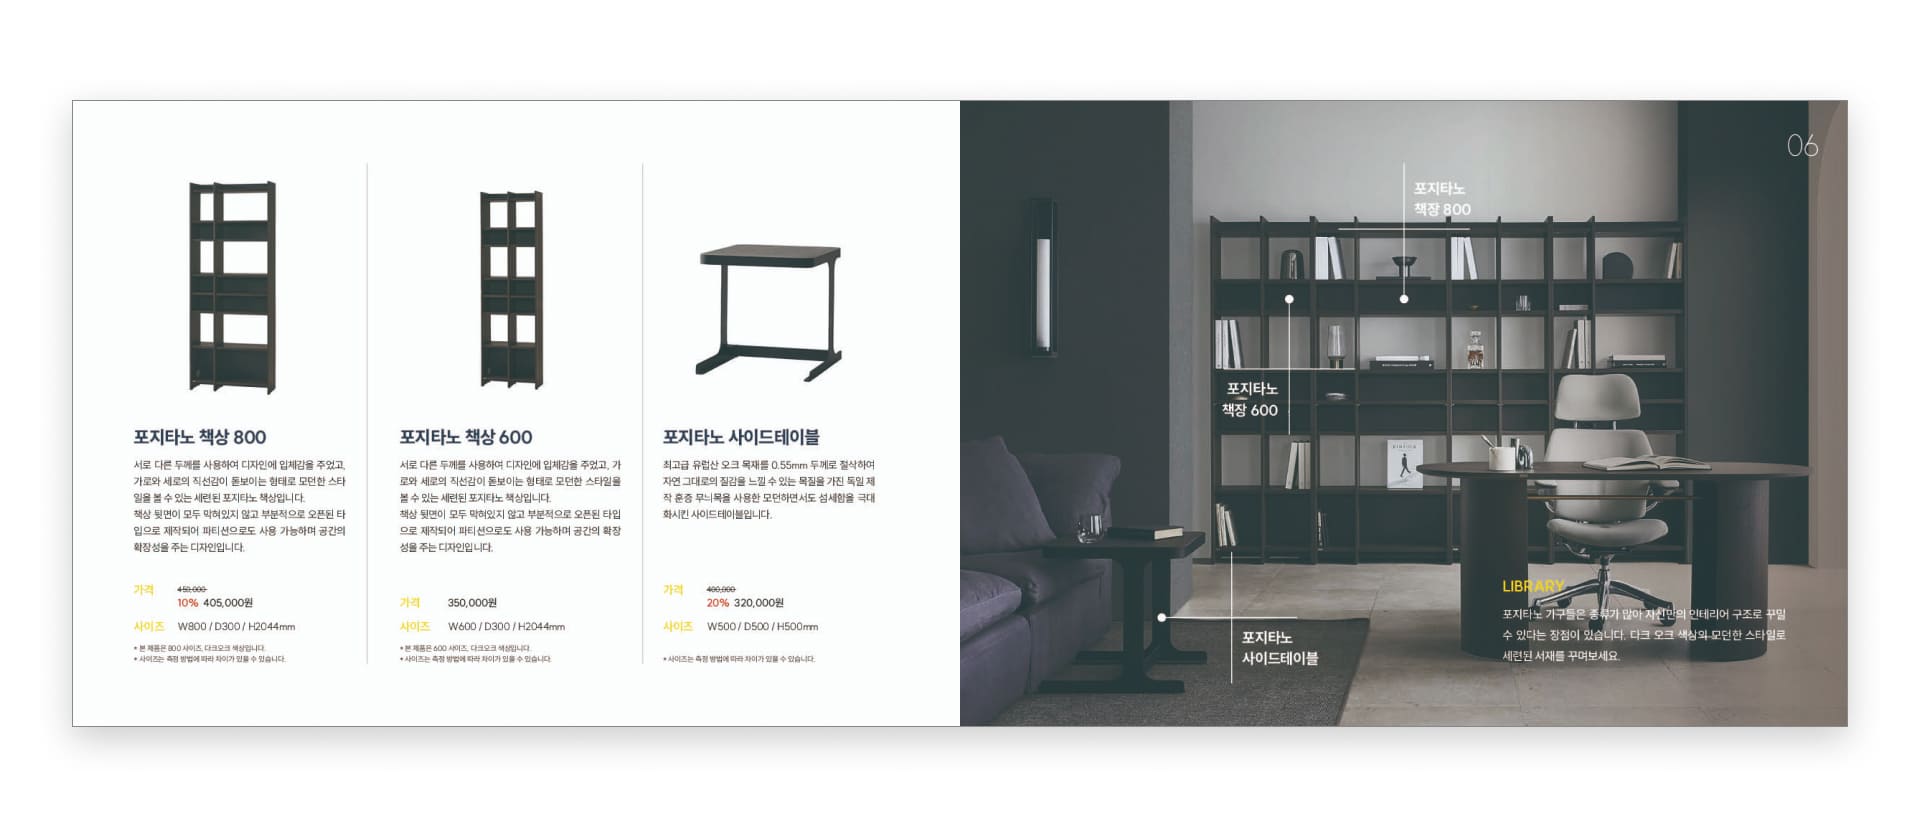 포지타노 책상 800
서로 다른 두께를 사용하여 디자인에 입체감을 주었고,
가로와 세로의 직선감이 돋보이는 형태로 모던한 스타
일을 볼 수 있는 세련된 포지타노 책상입니다.
책상 뒷면이 모두 막혀있지 않고 부분적으로 오픈된 타
입으로 제작되어 파티션으로도 사용 가능하며 공간의
확장성을 주는 디자인입니다.
가격 450,000
10% 405,000원
사이즈 W800 / D300 / H2044mm
* 본 제품은 800 사이즈, 다크오크 색상입니다.
* 사이즈는 측정 방법에 따라 차이가 있을 수 있습니다.
포지타노 책상 600
서로 다른 두께를 사용하여 디자인에 입체감을 주었고, 가
로와 세로의 직선감이 돋보이는 형태로 모던한 스타일을
볼 수 있는 세련된 포지타노 책상입니다.
책상 뒷면이 모두 막혀있지 않고 부분적으로 오픈된 타입
으로 제작되어 파티션으로도 사용 가능하며 공간의 확장
성을 주는 디자인입니다.
가격 350,000원
사이즈 W600 / D300 / H2044mm
* 본 제품은 600 사이즈, 다크오크 색상입니다.
* 사이즈는 측정 방법에 따라 차이가 있을 수 있습니다.
포지타노 사이드테이블
최고급 유럽산 오크 목재를 0.55mm 두께로 절삭하여
자연 그대로의 질감을 느낄 수 있는 목질을 가진 독일 제
작 훈증 무늬목을 사용한 모던하면서도 섬세함을 극대
화시킨 사이드테이블입니다.
가격 400,000
20% 320,000원
사이즈 W500 / D500 / H500mm
* 사이즈는 측정 방법에 따라 차이가 있을 수 있습니다.
06
포지타노
책장 800
포지타노
책장 600
포지타노
사이드테이블
LIBRARY
포지타노 가구들은 종류가 많아 자신만의 인테리어 구조로 꾸밀
수 있다는 장점이 있습니다. 다크 오크 색상의 모던한 스타일로
세련된 서재를 꾸며보세요.